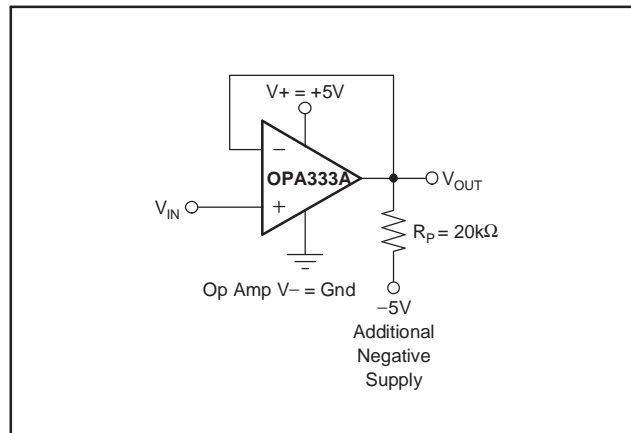 V+ = +5V
−
OPA333A
V_OUT
V_IN
+
R_P = 20kΩ
Op Amp V− = Gnd
−5V
Additional
Negative
Supply